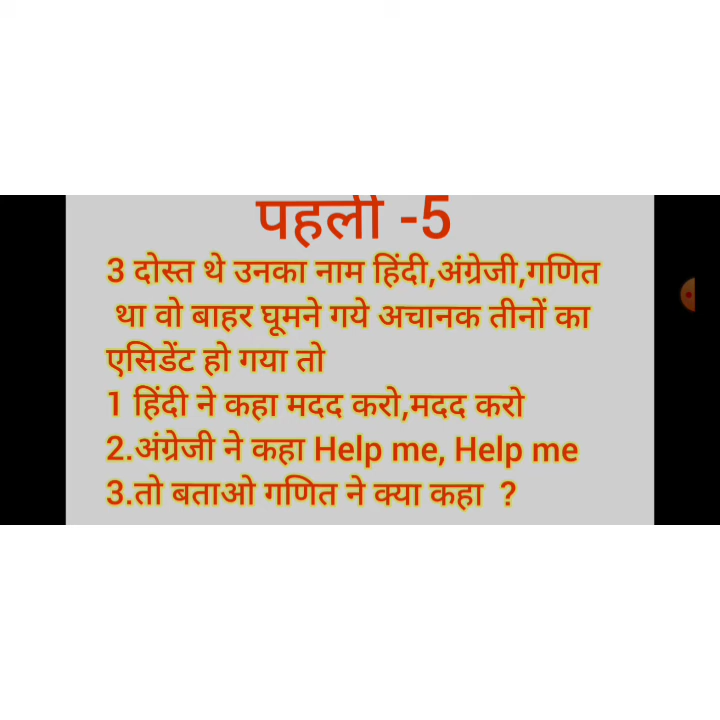 पहली -5
3 दोस्त थे उनका नाम हिंदी,अंग्रेजी,गणित
था वो बाहर घूमने गये अचानक तीनों का
एसिडेंट हो गया तो
1 हिंदी ने कहा मदद करो,मदद करो
2.अंग्रेजी ने कहा Help me, Help me
3.तो बताओ गणित ने क्या कहा ?